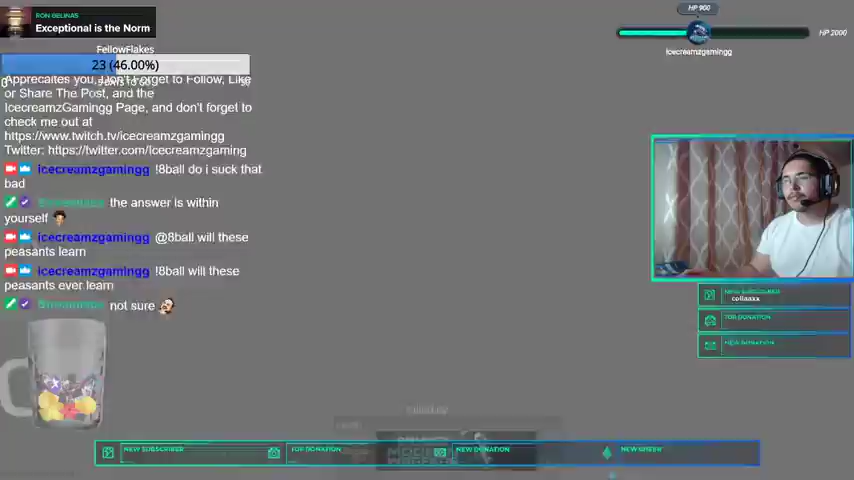 RON GELINAS
Exceptional is the Norm
HP 900
HP 2000
icecreamzgamingg
FellowFlakes
23 (46.00%)
Appreciates you, Don't Forget to Follow, Like
or Share The Post, and the
IcecreamzGamingg Page, and don't forget to
check me out at
https://www.twitch.tv/icecreamzgamingg
Twitter: https://twitter.com/Icecreamzgaming
icecreamzgamingg !8ball do i suck that
bad
the answer is within
yourself
icecreamzgamingg @8ball will these
peasants learn
icecreamzgamingg !8ball will these
peasants ever learn
not sure
NEW SUBSCRIBER
collaaxx
TOP DONATION
NEW DONATION
NEW SUBSCRIBER
TOP DONATION
NEW DONATION
NEW CHEER